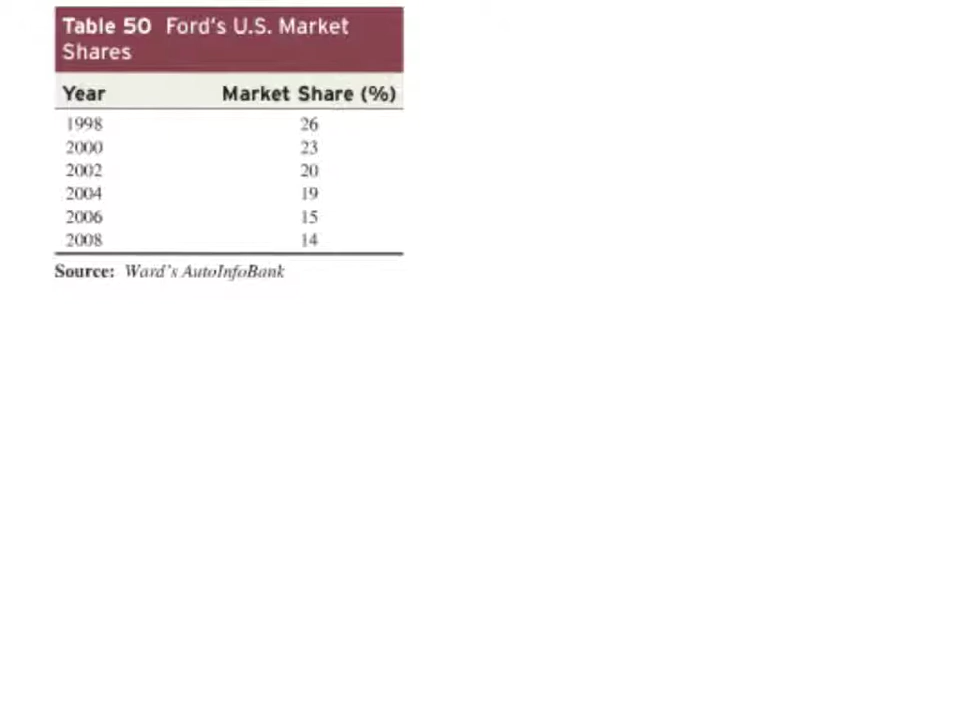 Table 50 Ford's U.S. Market
Shares
Year Market Share (%)
1998 26
2000 23
2002 20
2004 19
2006 15
2008 14
Source: Ward's AutoInfoBank